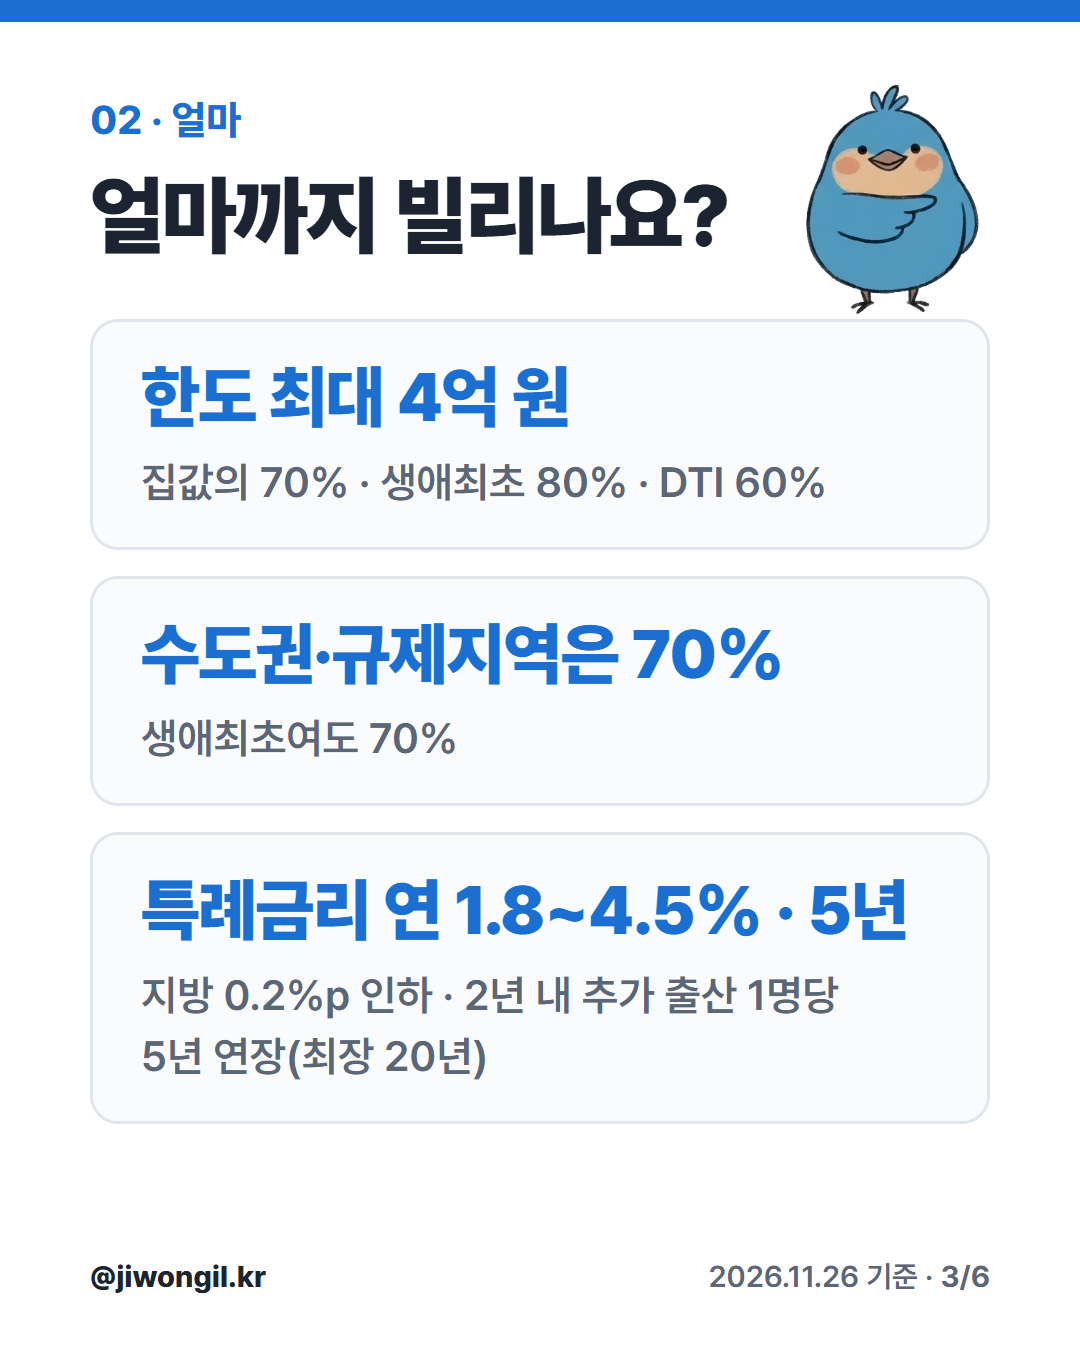 02 · 얼마
얼마까지 빌리나요?
한도 최대 4억 원
집값의 70% · 생애최초 80% · DTI 60%
수도권·규제지역은 70%
생애최초여도 70%
특례금리 연 1.8~4.5% · 5년
지방 0.2%p 인하 · 2년 내 추가 출산 1명당
5년 연장(최장 20년)
@jiwongil.kr
2026.11.26 기준 · 3/6